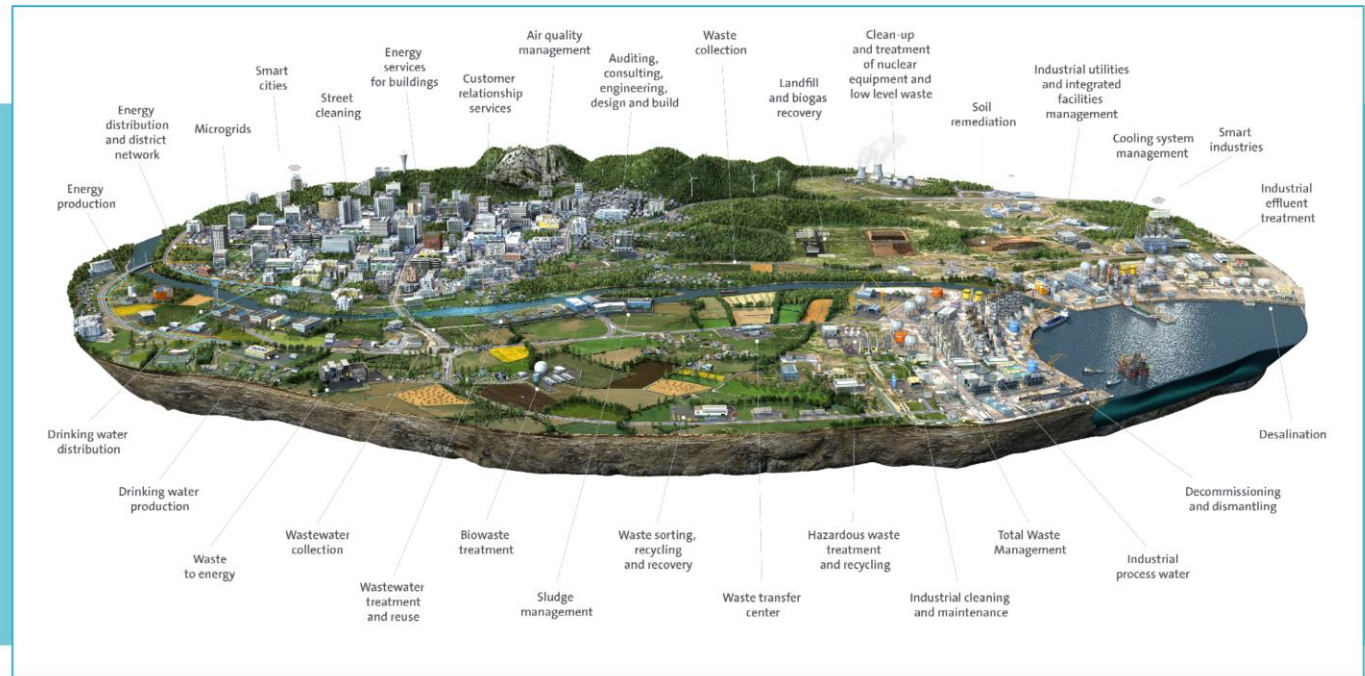 Air quality
management
Waste
collection
Clean-up
and treatment
of nuclear
equipment and
low level waste
Energy
services
for buildings
Auditing,
consulting,
engineering,
design and build
Smart
cities
Customer
relationship
services
Landfill
and biogas
recovery
Industrial utilities
and integrated
facilities
management
Street
cleaning
Soil
remediation
Energy
distribution
and district
network
Microgrids
Cooling system
management
Smart
industries
Energy
production
Industrial
effluent
treatment
Drinking water
distribution
Desalination
Drinking water
production
Decommissioning
and dismantling
Waste
to energy
Wastewater
collection
Biowaste
treatment
Waste sorting,
recycling
and recovery
Hazardous waste
treatment
and recycling
Total Waste
Management
Industrial
process water
Wastewater
treatment
and reuse
Sludge
management
Waste transfer
center
Industrial cleaning
and maintenance